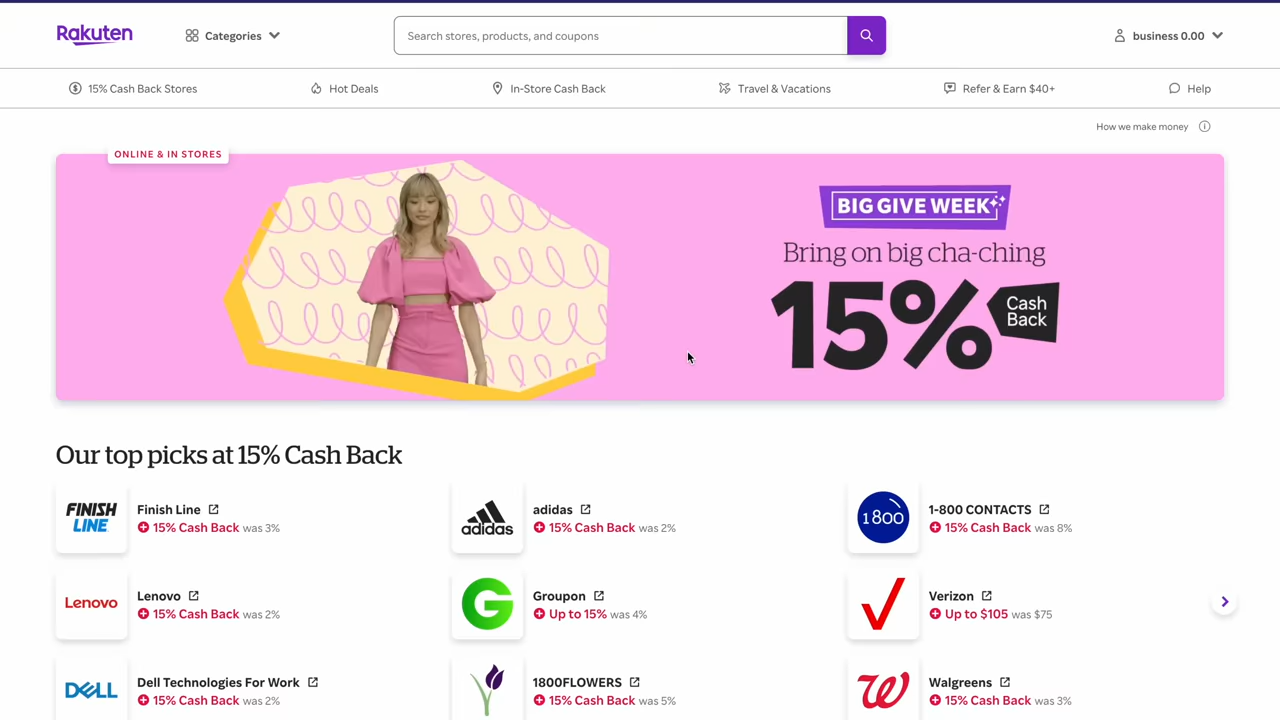 Rakuten
Categories
Search stores, products, and coupons
business 0.00
15% Cash Back Stores
Hot Deals
In-Store Cash Back
Travel & Vacations
Refer & Earn $40+
Help
How we make money
ONLINE & IN STORES
BIG GIVE WEEK
Bring on big cha-ching
15% Cash Back
Our top picks at 15% Cash Back
FINISH LINE
Finish Line
15% Cash Back was 3%
adidas
adidas
15% Cash Back was 2%
1 800
1-800 CONTACTS
15% Cash Back was 8%
Lenovo
Lenovo
15% Cash Back was 2%
G
Groupon
Up to 15% was 4%
Verizon
Up to $105 was $75
DELL
Dell Technologies For Work
15% Cash Back was 2%
1800FLOWERS
15% Cash Back was 5%
W
Walgreens
15% Cash Back was 3%